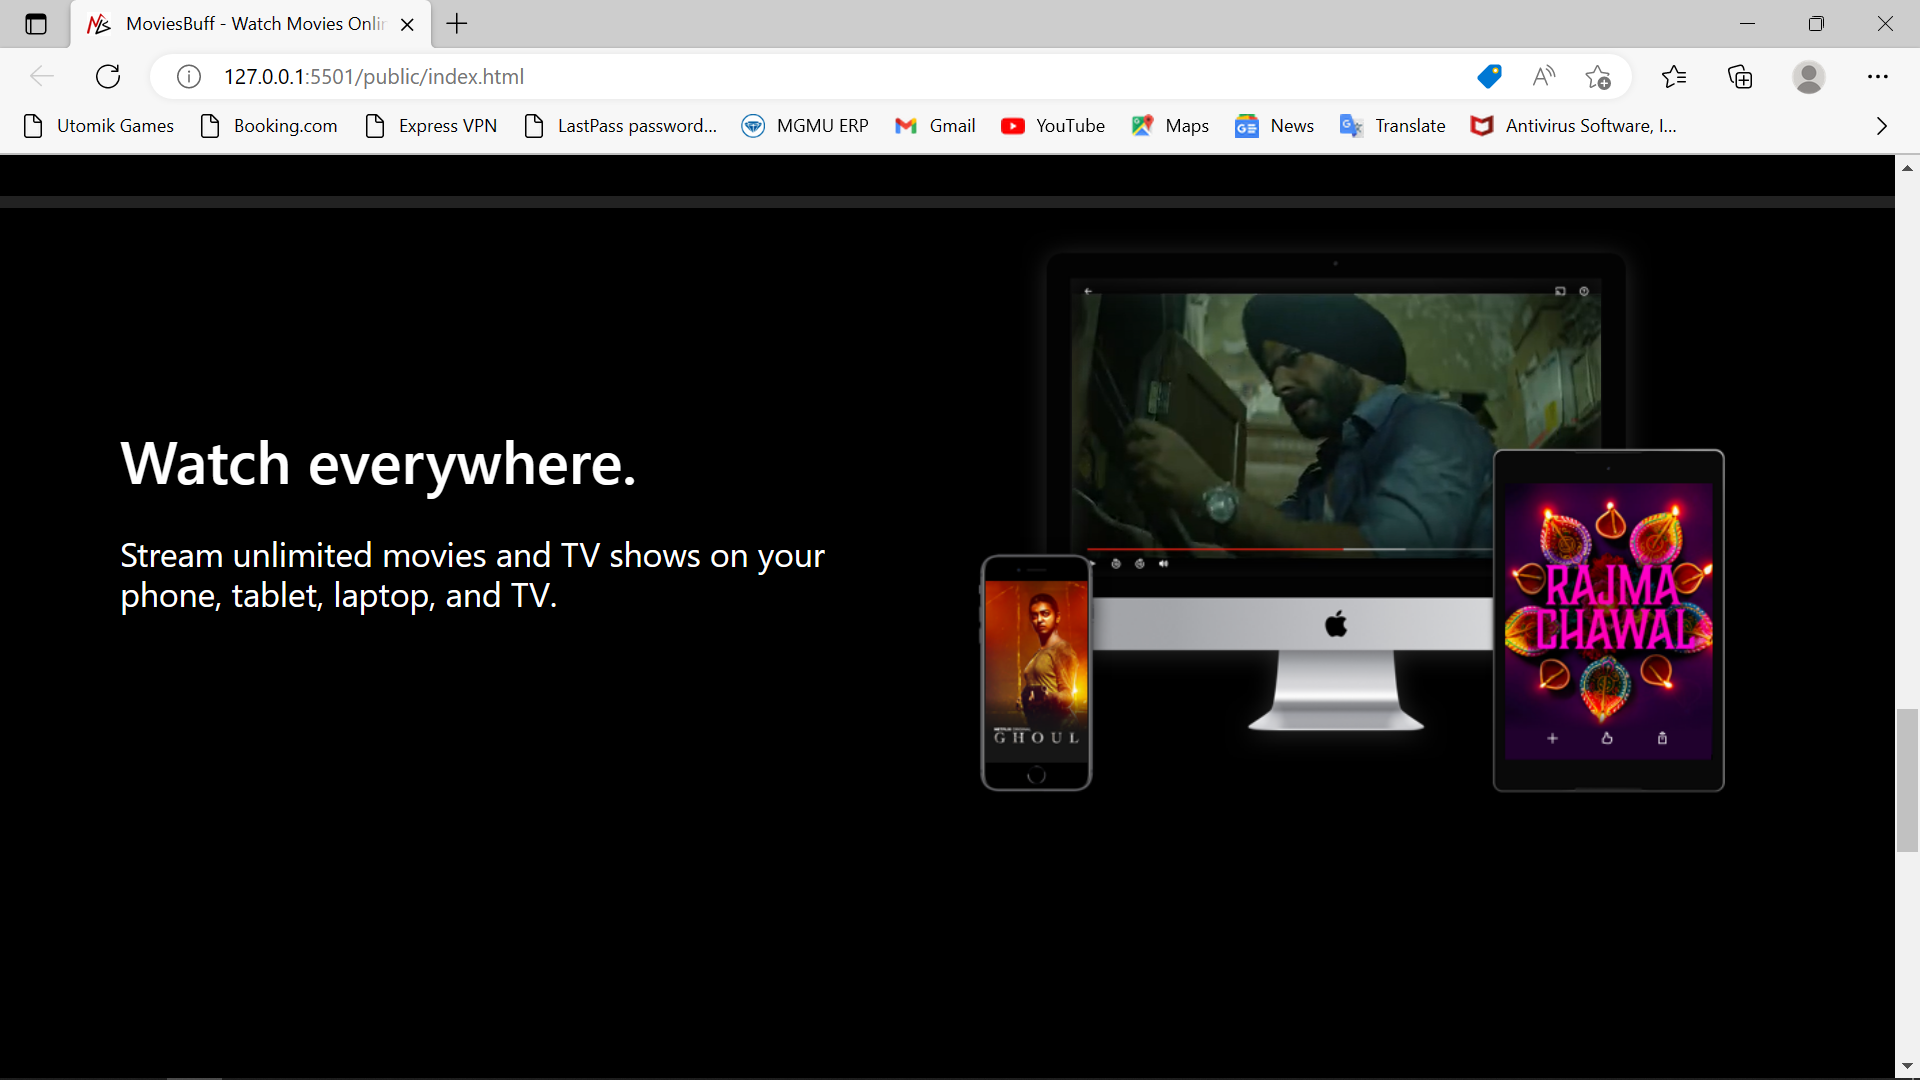 MoviesBuff - Watch Movies Onlin
127.0.0.1:5501/public/index.html
Utomik Games
Booking.com
Express VPN
LastPass password...
MGMU ERP
Gmail
YouTube
Maps
News
Translate
Antivirus Software, I...
Watch everywhere.
Stream unlimited movies and TV shows on your
phone, tablet, laptop, and TV.
GHOUL
RAJMA
CHAWAL